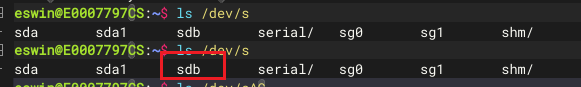 eswin@E0007797CS:~$ ls /dev/s
sda sda1 sdb serial/ sg0 sg1 shm/
eswin@E0007797CS:~$ ls /dev/s
sda sda1 sdb serial/ sg0 sg1 shm/